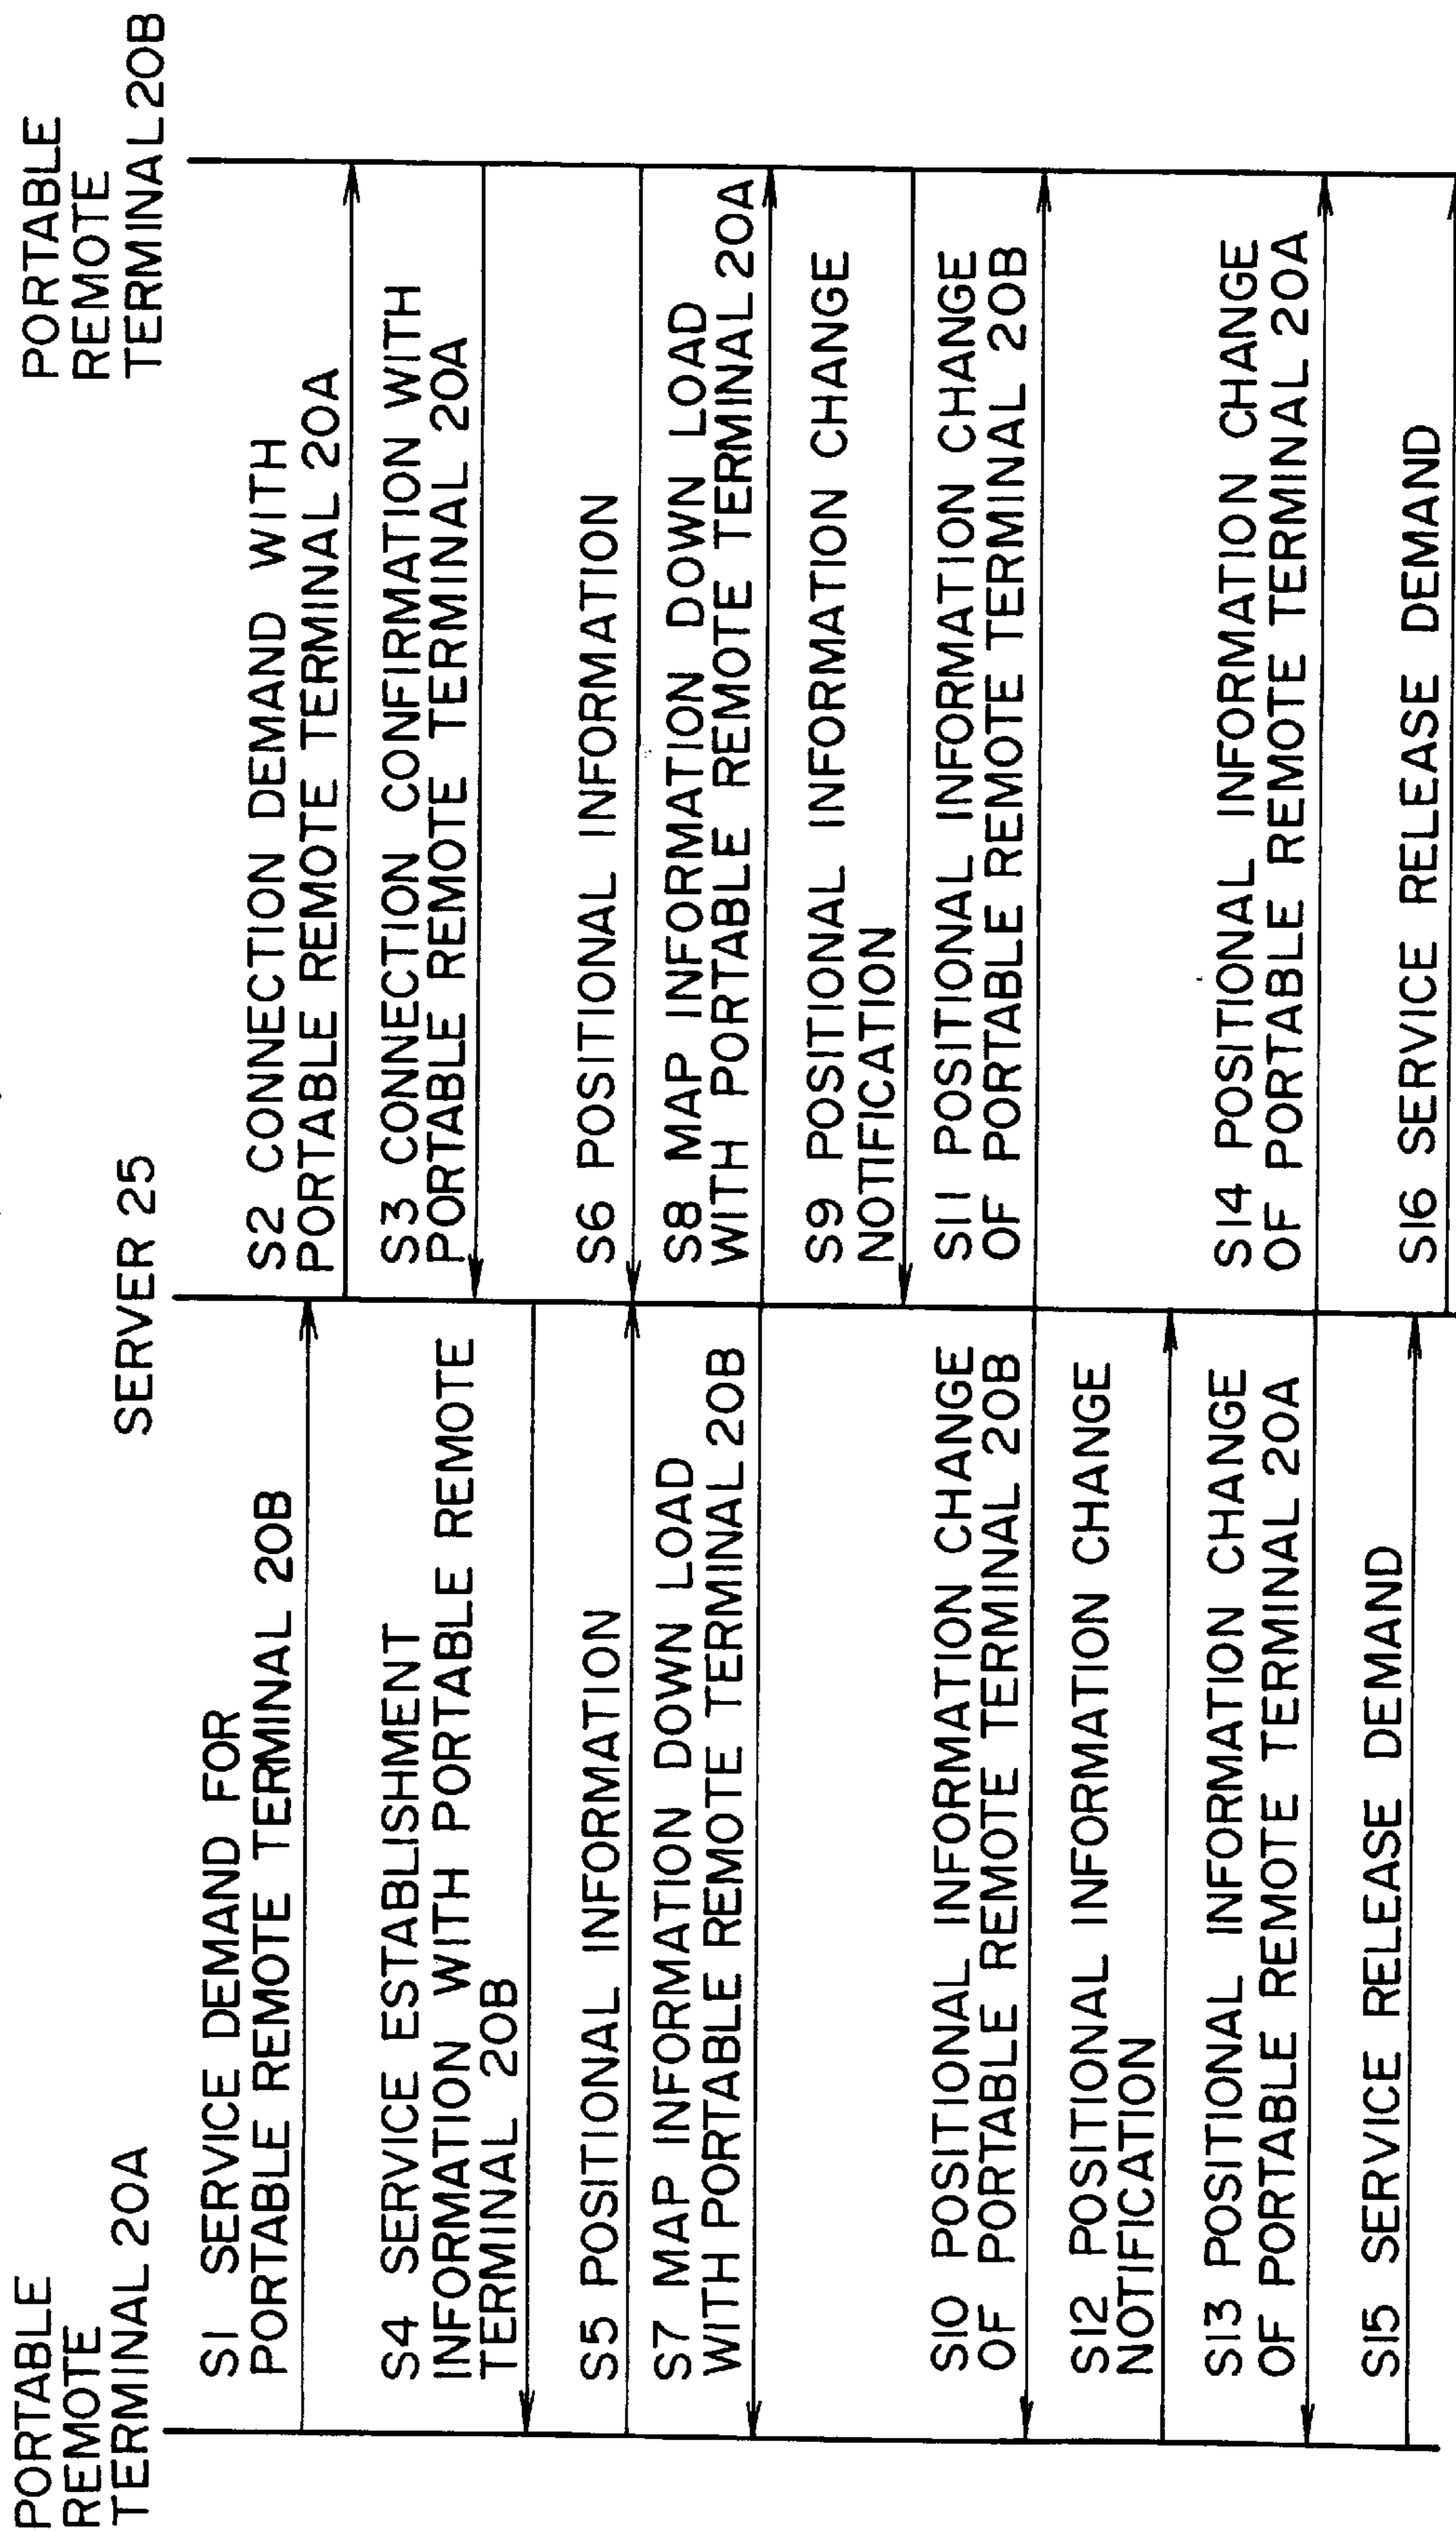 PORTABLE
REMOTE
TERMINAL 20A
SERVER 25
PORTABLE
REMOTE
TERMINAL 20B
S1 SERVICE DEMAND FOR
PORTABLE REMOTE TERMINAL 20B
S2 CONNECTION DEMAND WITH
PORTABLE REMOTE TERMINAL 20A
S3 CONNECTION CONFIRMATION WITH
PORTABLE REMOTE TERMINAL 20A
S4 SERVICE ESTABLISHMENT
INFORMATION WITH PORTABLE REMOTE
TERMINAL 20B
S5 POSITIONAL INFORMATION
S6 POSITIONAL INFORMATION
S7 MAP INFORMATION DOWN LOAD
WITH PORTABLE REMOTE TERMINAL 20B
S8 MAP INFORMATION DOWN LOAD
WITH PORTABLE REMOTE TERMINAL 20A
S9 POSITIONAL INFORMATION CHANGE
NOTIFICATION
S10 POSITIONAL INFORMATION CHANGE
OF PORTABLE REMOTE TERMINAL 20B
S11 POSITIONAL INFORMATION CHANGE
OF PORTABLE REMOTE TERMINAL 20B
S12 POSITIONAL INFORMATION CHANGE
NOTIFICATION
S13 POSITIONAL INFORMATION CHANGE
OF PORTABLE REMOTE TERMINAL 20A
S14 POSITIONAL INFORMATION CHANGE
OF PORTABLE REMOTE TERMINAL 20A
S15 SERVICE RELEASE DEMAND
S16 SERVICE RELEASE DEMAND